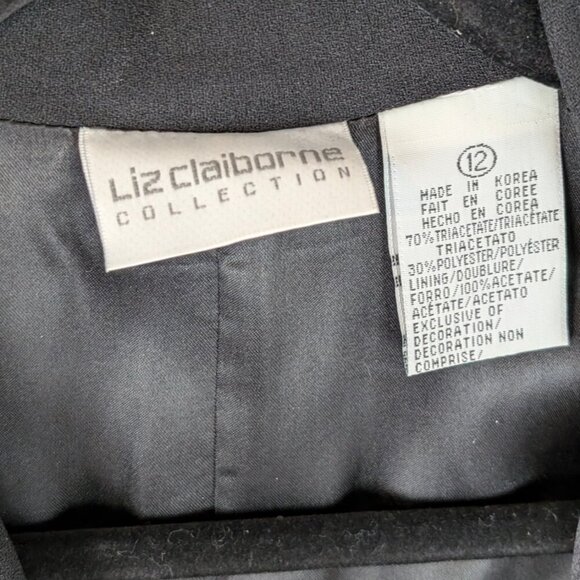 Liz claiborne
COLLECTION
12
MADE IN KOREA
FAIT EN COREE
HECHO EN COREA
70%TRIACETATE/TRIACÉTATE
TRIACETATO
30%POLYESTER/POLYÉSTER
LINING/DOUBLURE/
FORRO/100%ACETATE/
ACÉTATE/ACETATO
EXCLUSIVE OF
DECORATION/
DECORATION NON
COMPRISE/